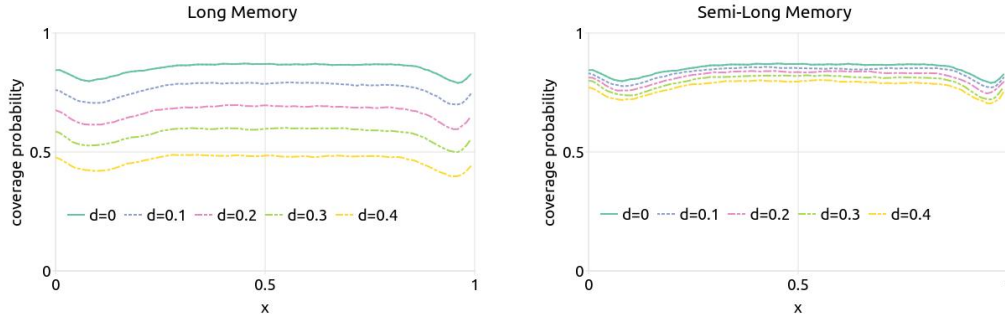 Long Memory
1
0.5
0
coverage probability
d=0 d=0.1 d=0.2 d=0.3 d=0.4
0 0.5 1
x
Semi-Long Memory
1
0.5
0
coverage probability
d=0 d=0.1 d=0.2 d=0.3 d=0.4
0 0.5
x